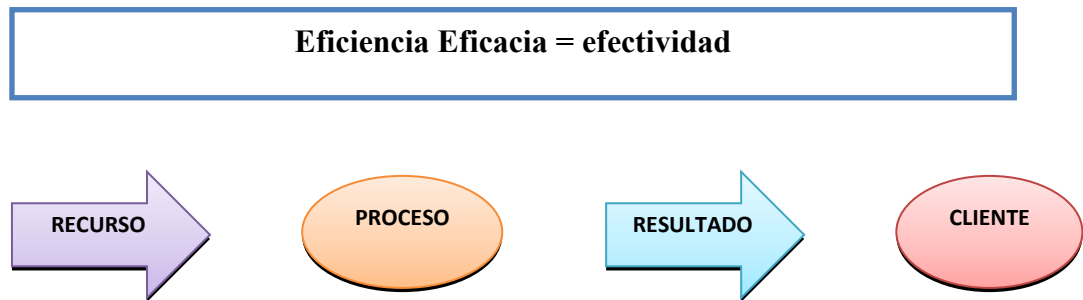 Eficiencia Eficacia = efectividad
RECURSO
PROCESO
RESULTADO
CLIENTE